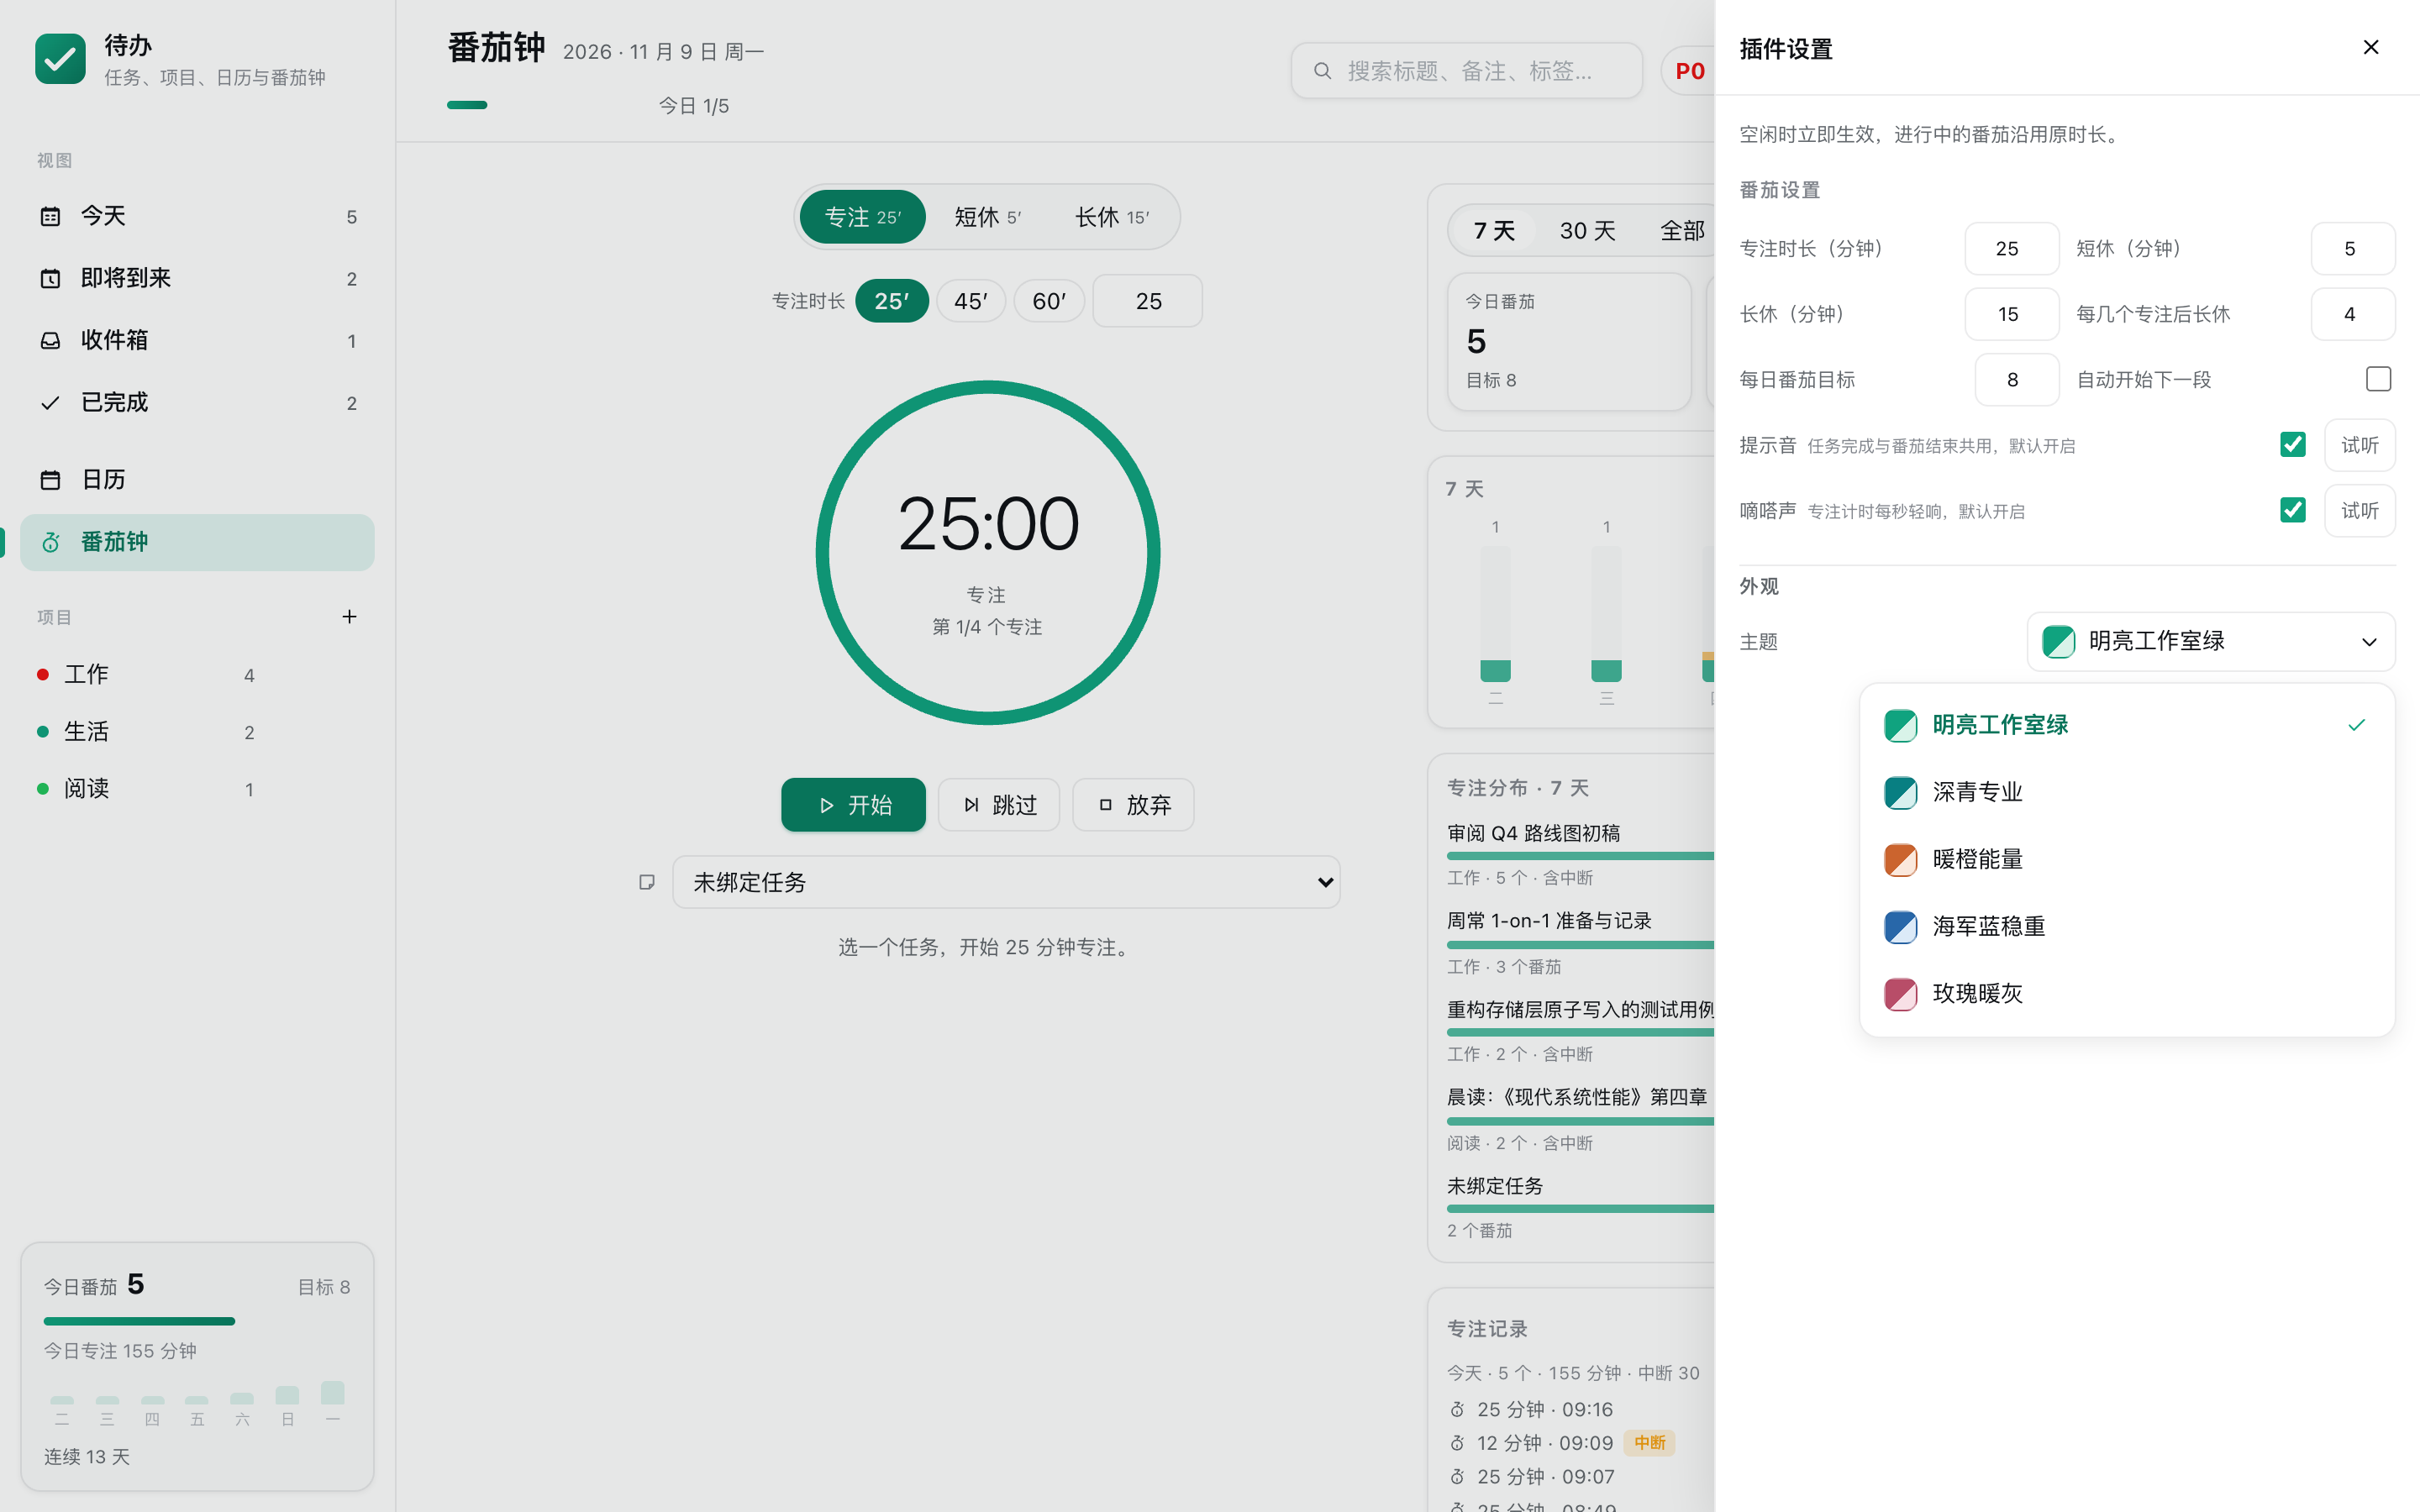 待办
任务、项目、日历与番茄钟
视图
今天 5
即将到来 2
收件箱 1
已完成 2
日历
番茄钟
项目 +
工作 4
生活 2
阅读 1
今日番茄 5 目标 8
今日专注 155 分钟
二 三 四 五 六 日 一
连续 13 天
番茄钟 2026 · 11 月 9 日 周一
今日 1/5
搜索标题、备注、标签...
P0
专注 25′ 短休 5′ 长休 15′
专注时长 25′ 45′ 60′ 25
25:00
专注
第 1/4 个专注
开始 跳过 放弃
未绑定任务
选一个任务，开始 25 分钟专注。
7 天 30 天 全部
今日番茄
5
目标 8
7 天
1 1
二 三
专注分布 · 7 天
审阅 Q4 路线图初稿
工作 · 5 个 · 含中断
周常 1-on-1 准备与记录
工作 · 3 个番茄
重构存储层原子写入的测试用例
工作 · 2 个 · 含中断
晨读：《现代系统性能》第四章
阅读 · 2 个 · 含中断
未绑定任务
2 个番茄
专注记录
今天 · 5 个 · 155 分钟 · 中断 30
25 分钟 · 09:16
12 分钟 · 09:09 中断
25 分钟 · 09:07
25 分钟 · 08:49
插件设置
空闲时立即生效，进行中的番茄沿用原时长。
番茄设置
专注时长（分钟） 25 短休（分钟） 5
长休（分钟） 15 每几个专注后长休 4
每日番茄目标 8 自动开始下一段
提示音 任务完成与番茄结束共用，默认开启 试听
嘀嗒声 专注计时每秒轻响，默认开启 试听
外观
主题 明亮工作室绿
明亮工作室绿
深青专业
暖橙能量
海军蓝稳重
玫瑰暖灰